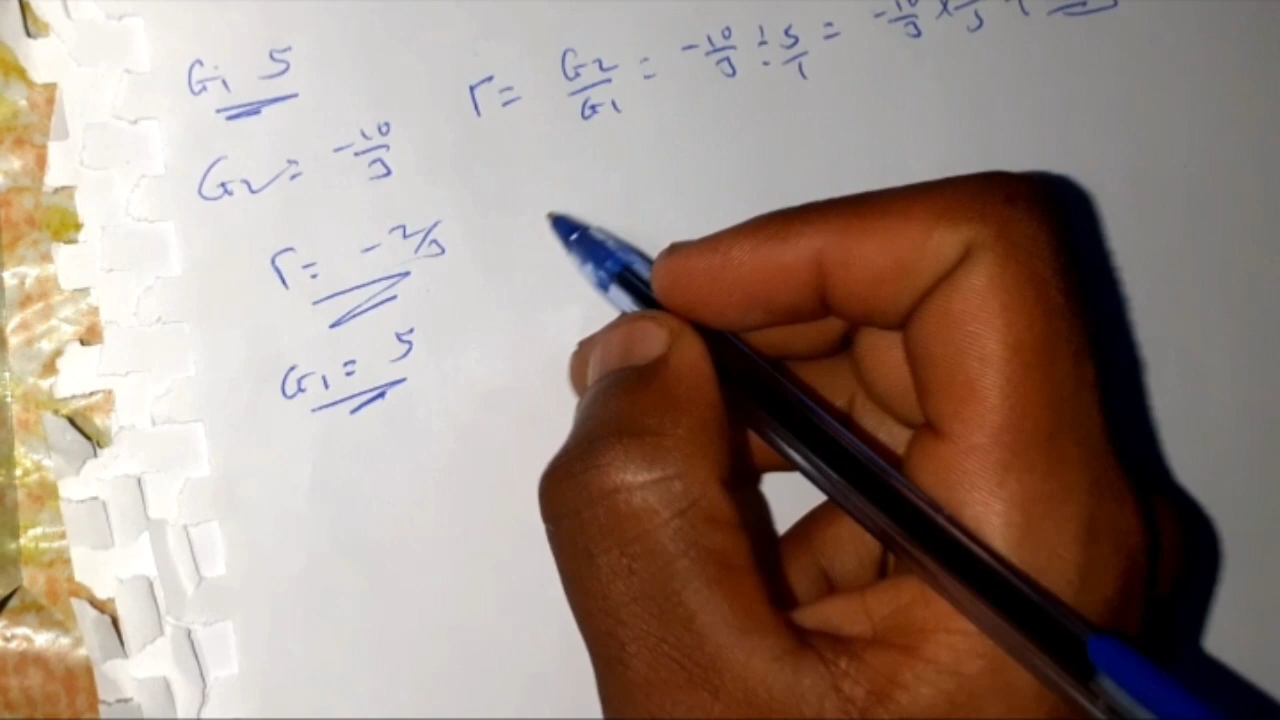 G1 5
r = G2/G1 = -10/3 ÷ 5/1 = -10/3 ×
G2 = -10/3
r = -2/3
G1 = 5